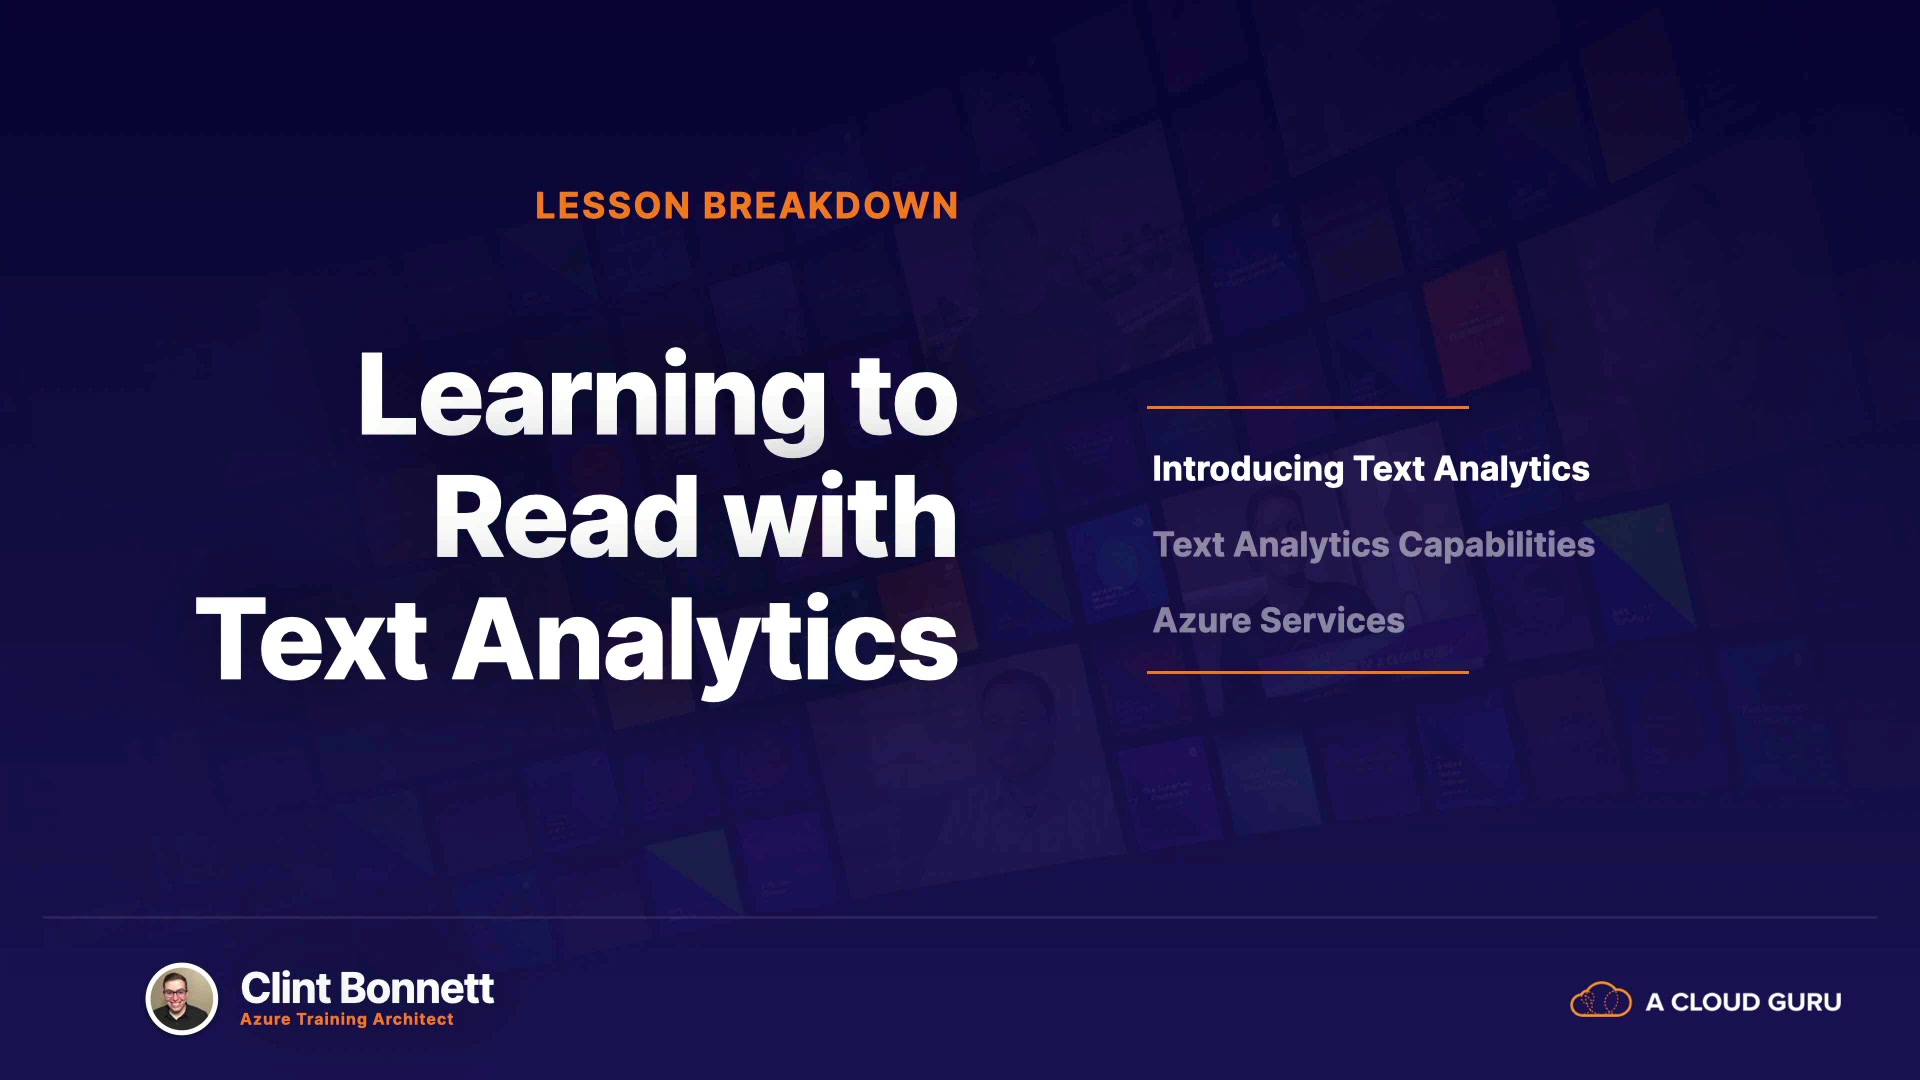 LESSON BREAKDOWN
Learning to
Read with
Text Analytics
Introducing Text Analytics
Text Analytics Capabilities
Azure Services
Clint Bonnett
Azure Training Architect
A CLOUD GURU